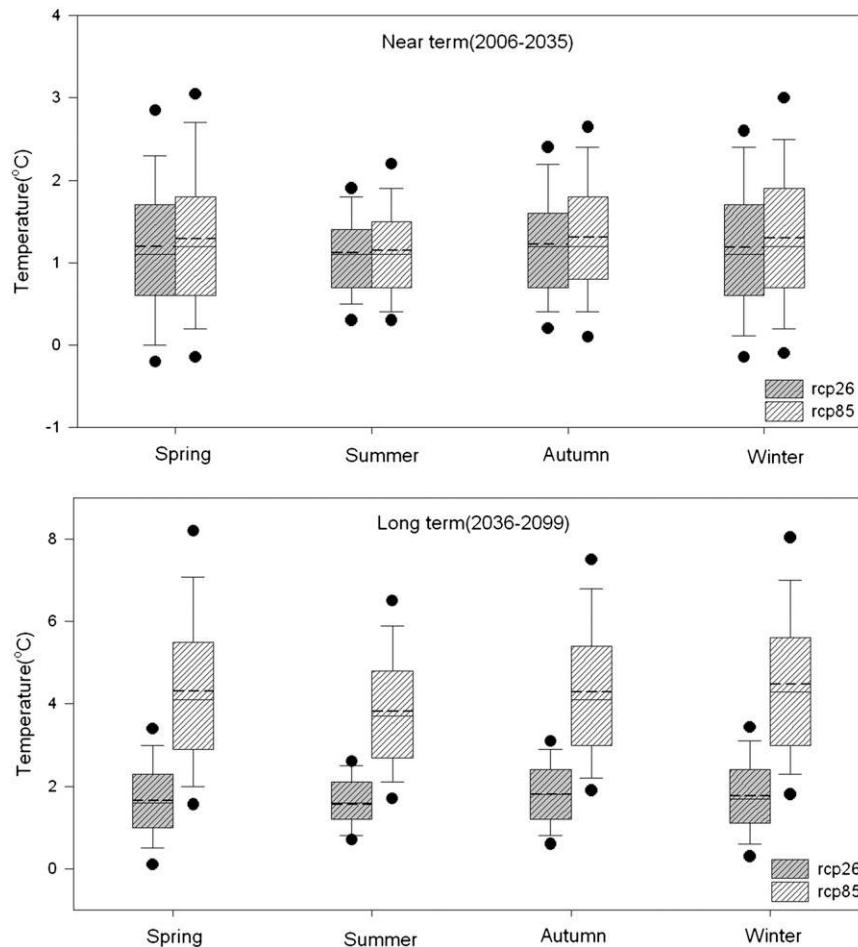 Near term(2006-2035)
Temperature(°C)
4
3
2
1
0
-1
rcp26
rcp85
Spring Summer Autumn Winter
Long term(2036-2099)
Temperature(°C)
8
6
4
2
0
rcp26
rcp85
Spring Summer Autumn Winter